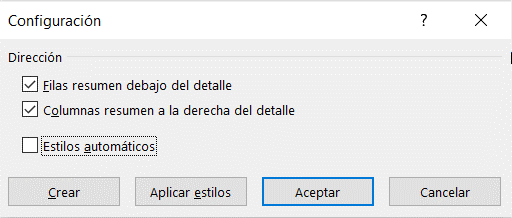 Configuración
Dirección
Filas resumen debajo del detalle
Columnas resumen a la derecha del detalle
Estilos automáticos
Crear
Aplicar estilos
Aceptar
Cancelar